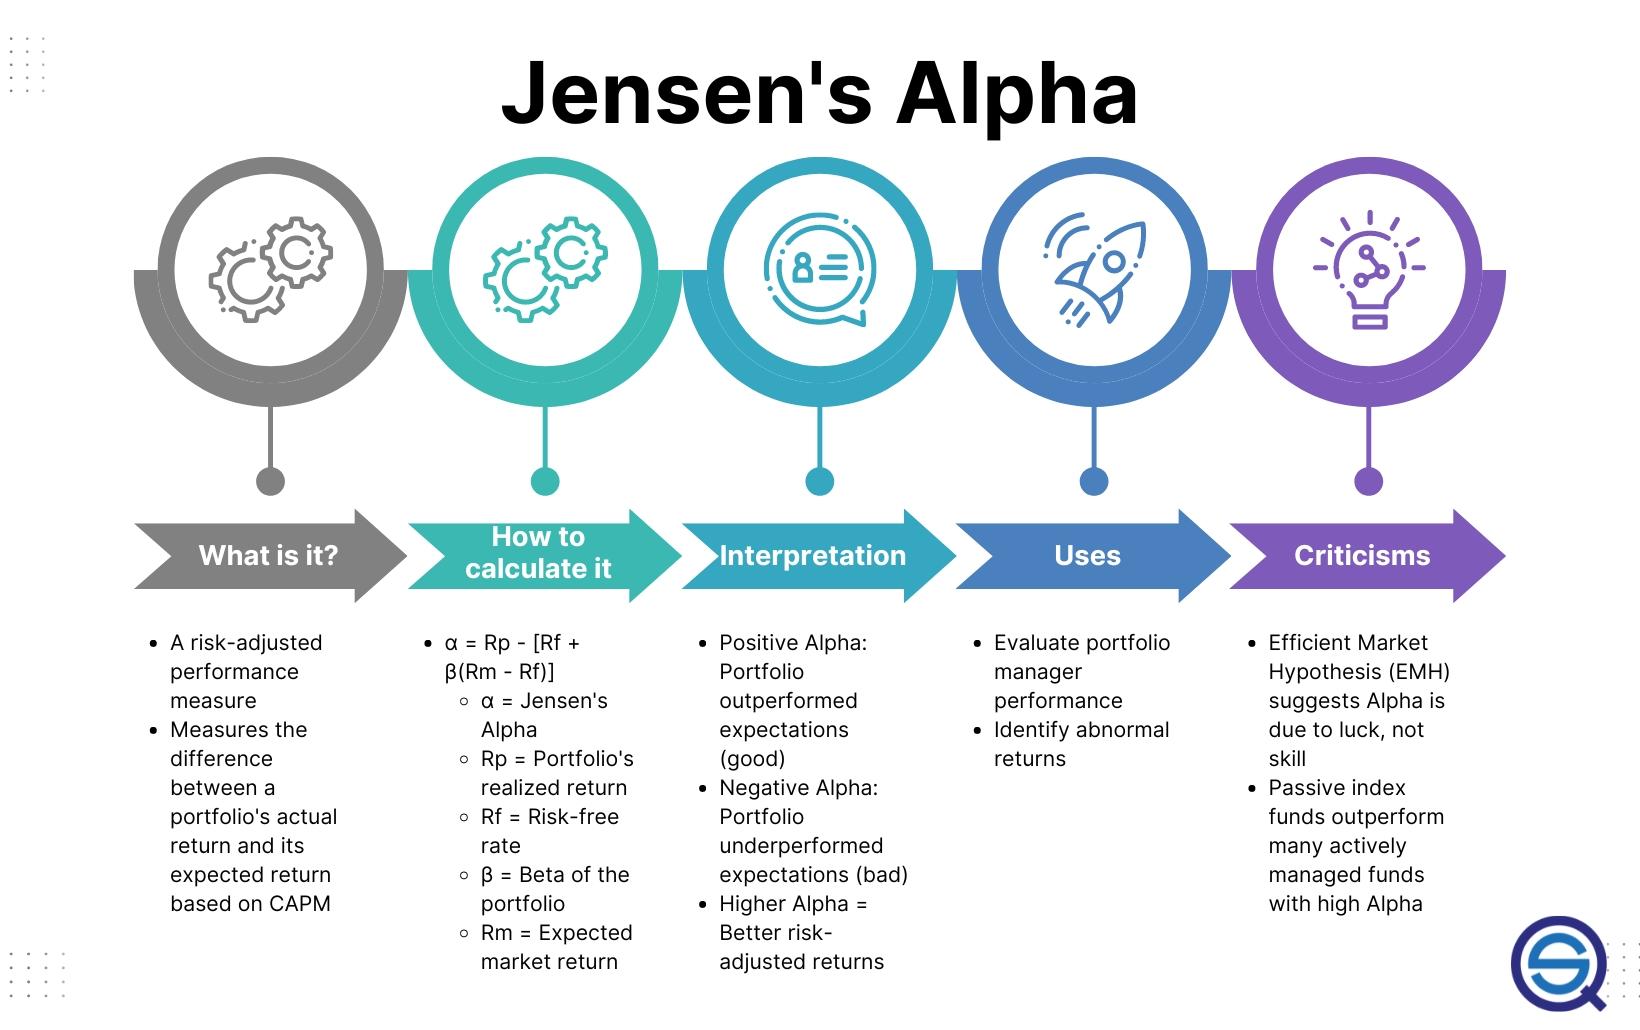 Jensen's Alpha
What is it?
• A risk-adjusted
performance
measure
• Measures the
difference
between a
portfolio's actual
return and its
expected return
based on CAPM
How to
calculate it
• α = Rp - [Rf +
β(Rm - Rf)]
◦ α = Jensen's
Alpha
◦ Rp = Portfolio's
realized return
◦ Rf = Risk-free
rate
◦ β = Beta of the
portfolio
◦ Rm = Expected
market return
Interpretation
• Positive Alpha:
Portfolio
outperformed
expectations
(good)
• Negative Alpha:
Portfolio
underperformed
expectations (bad)
• Higher Alpha =
Better risk-
adjusted returns
Uses
• Evaluate portfolio
manager
performance
• Identify abnormal
returns
Criticisms
• Efficient Market
Hypothesis (EMH)
suggests Alpha is
due to luck, not
skill
• Passive index
funds outperform
many actively
managed funds
with high Alpha